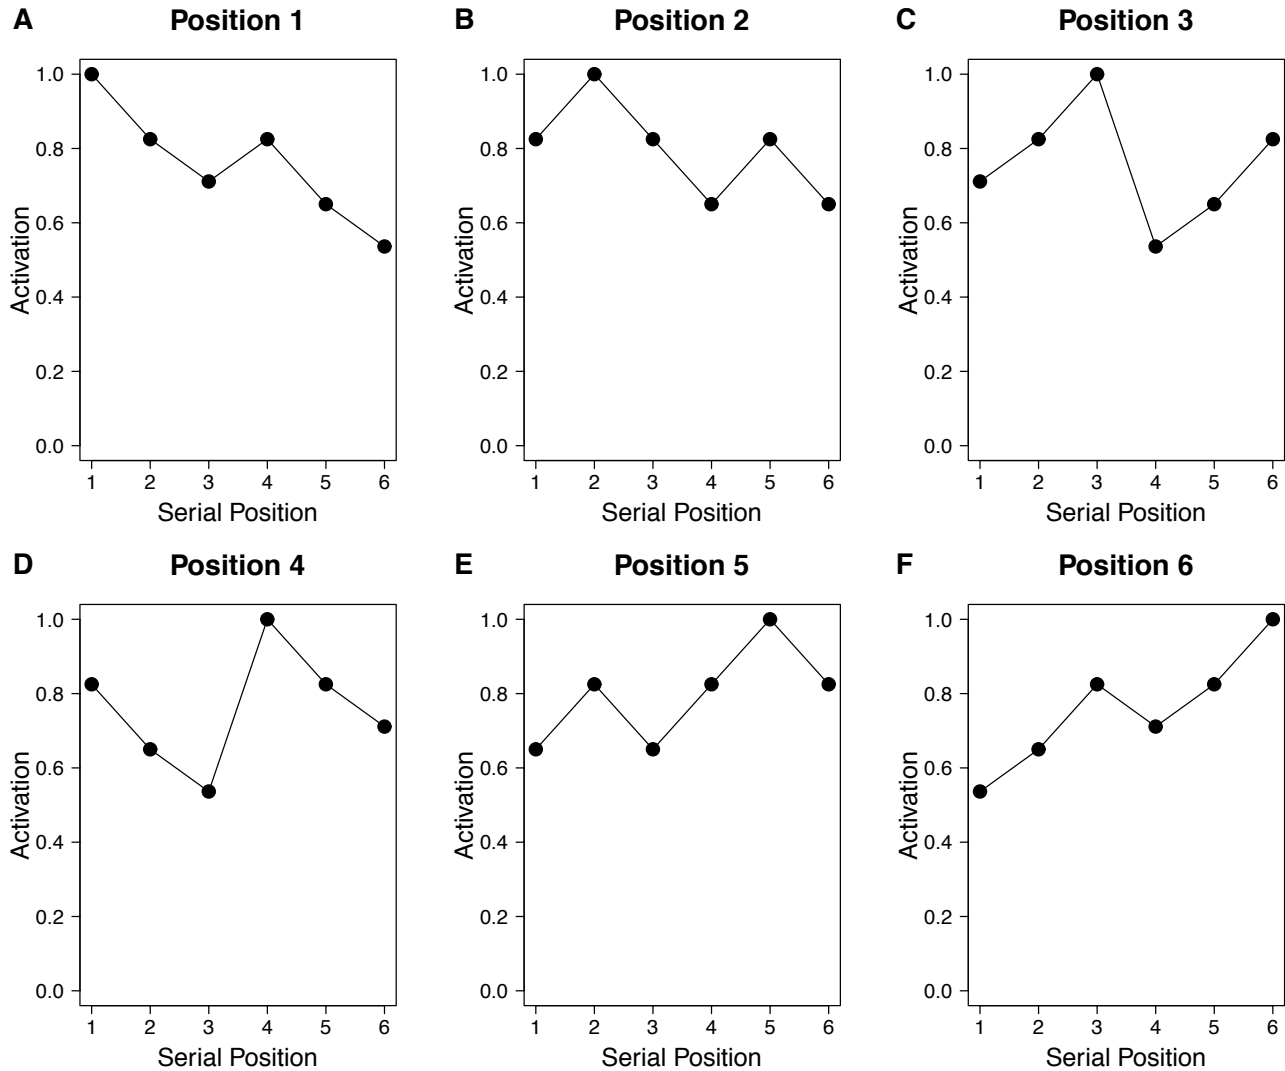 A Position 1
B Position 2
C Position 3
Activation
1.0
0.8
0.6
0.4
0.2
0.0
1 2 3 4 5 6
Serial Position
Activation
1.0
0.8
0.6
0.4
0.2
0.0
1 2 3 4 5 6
Serial Position
Activation
1.0
0.8
0.6
0.4
0.2
0.0
1 2 3 4 5 6
Serial Position
D Position 4
E Position 5
F Position 6
Activation
1.0
0.8
0.6
0.4
0.2
0.0
1 2 3 4 5 6
Serial Position
Activation
1.0
0.8
0.6
0.4
0.2
0.0
1 2 3 4 5 6
Serial Position
Activation
1.0
0.8
0.6
0.4
0.2
0.0
1 2 3 4 5 6
Serial Position